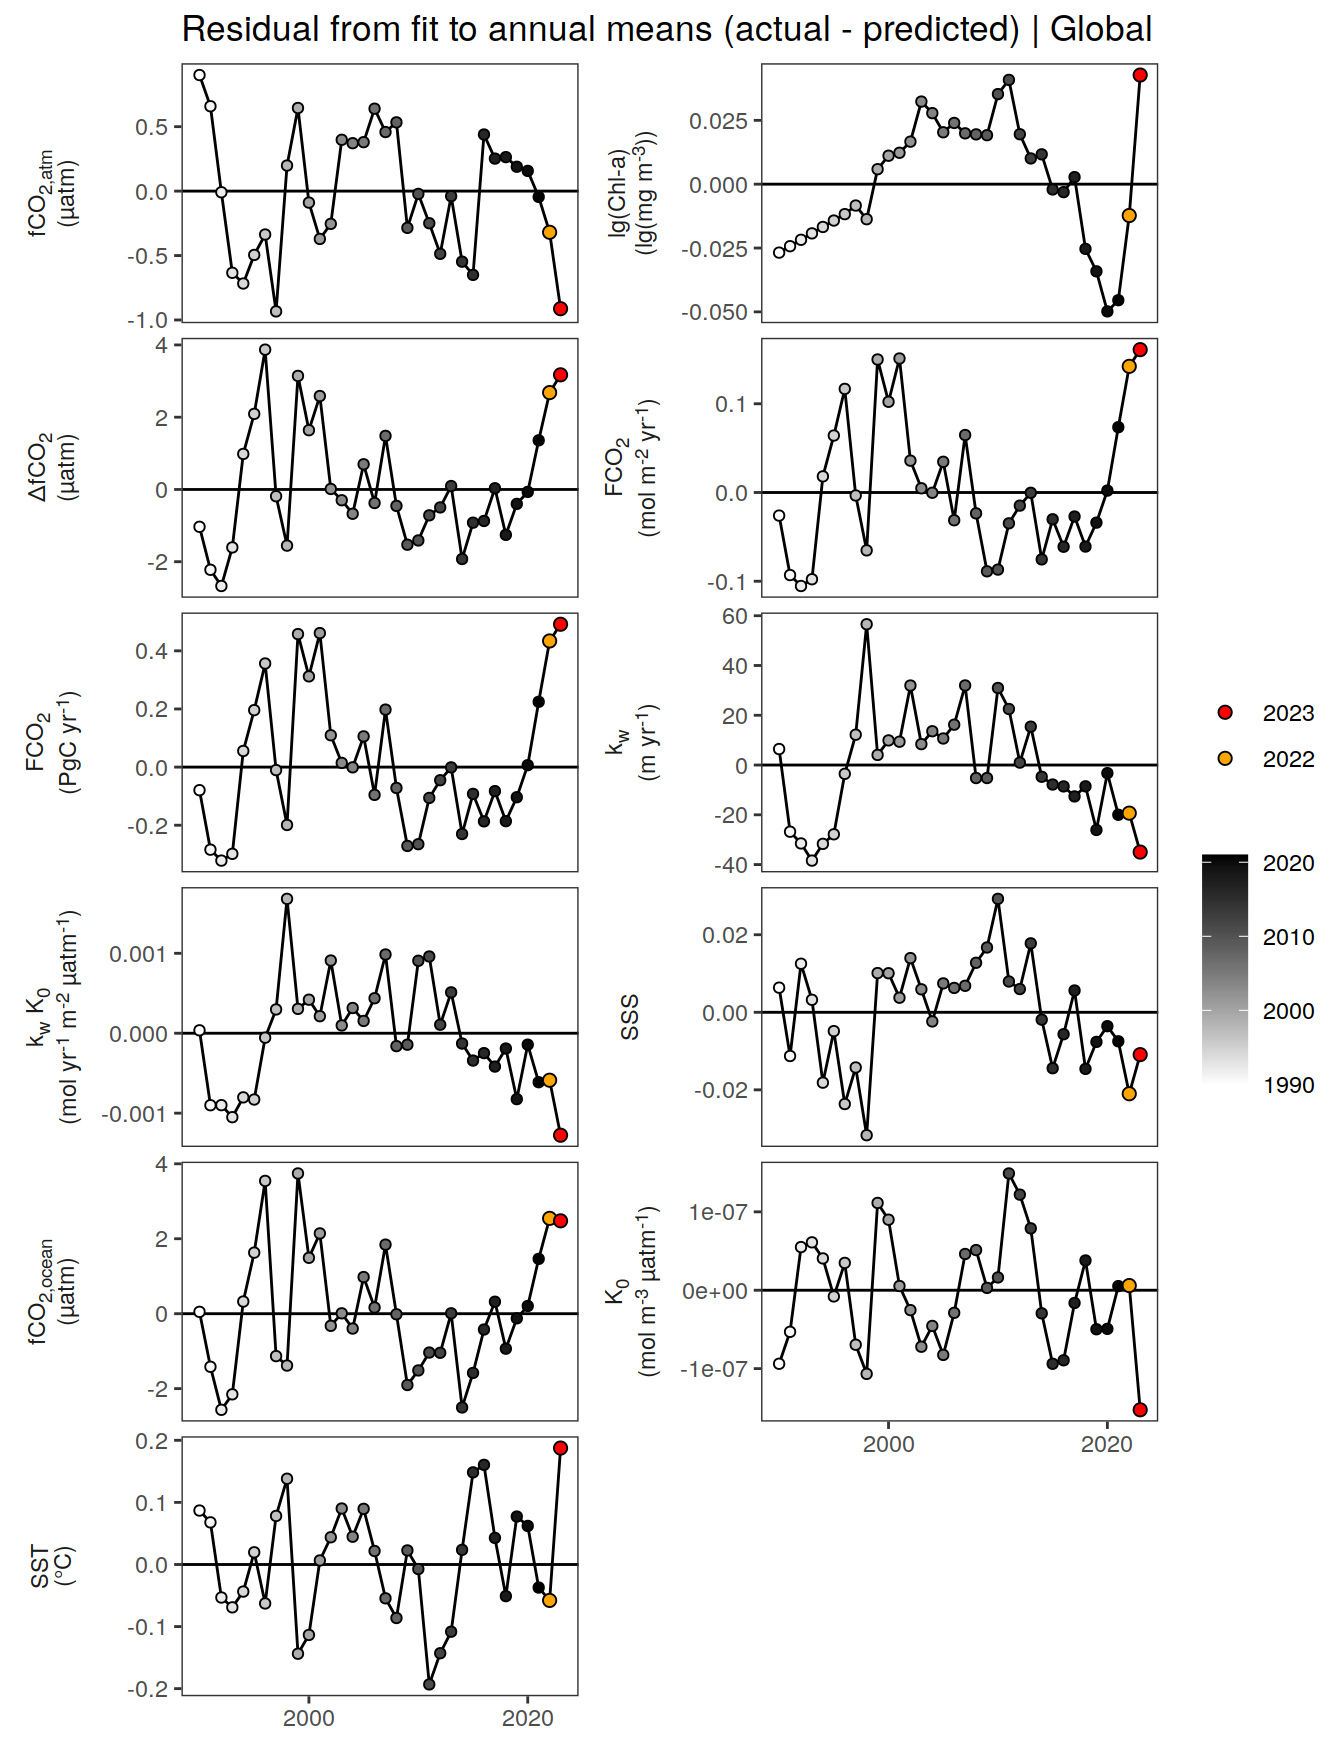 Residual from fit to annual means (actual - predicted) | Global
fCO2,atm
(µatm)
0.5
0.0
-0.5
-1.0
lg(Chl-a)
(lg(mg m-3))
0.025
0.000
-0.025
-0.050
ΔfCO2
(µatm)
4
2
0
-2
FCO2
(mol m-2 yr-1)
0.1
0.0
-0.1
FCO2
(PgC yr-1)
0.4
0.2
0.0
-0.2
kw
(m yr-1)
60
40
20
0
-20
-40
kw K0
(mol yr-1 m-2 µatm-1)
0.001
0.000
-0.001
SSS
0.02
0.00
-0.02
fCO2,ocean
(µatm)
4
2
0
-2
K0
(mol m-3 µatm-1)
1e-07
0e+00
-1e-07
2000
2020
SST
(°C)
0.2
0.1
0.0
-0.1
-0.2
2000
2020
2023
2022
2020
2010
2000
1990